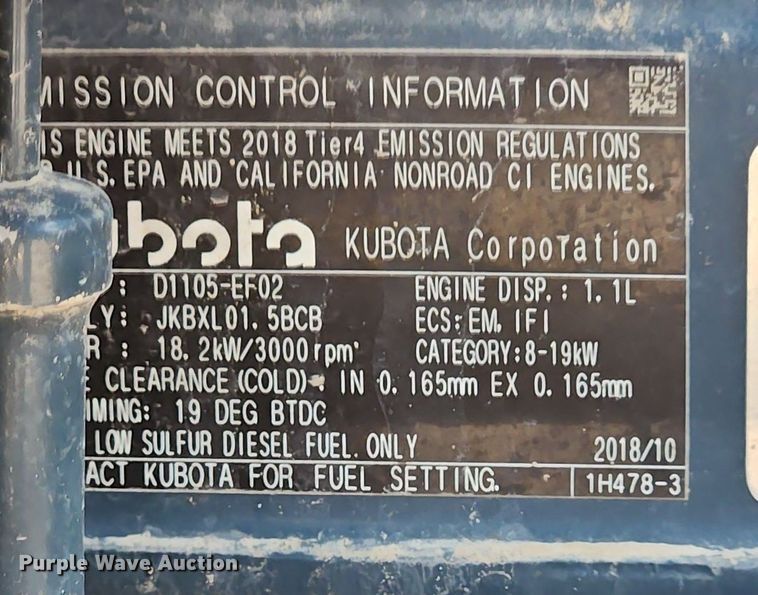 MISSION CONTROL INFORMATION
IS ENGINE MEETS 2018 Tier4 EMISSION REGULATIONS
U.S. EPA AND CALIFORNIA NONROAD CI ENGINES.
ubota KUBOTA Corporation
: D1105-EF02 ENGINE DISP.: 1.1L
LY: JKBXL01.5BCB ECS: EM, IFI
R : 18.2kW/3000rpm CATEGORY:8-19kW
E CLEARANCE(COLD): IN 0.165mm EX 0.165mm
IMING: 19 DEG BTDC
LOW SULFUR DIESEL FUEL ONLY 2018/10
ACT KUBOTA FOR FUEL SETTING. 1H478-3
Purple Wave Auction